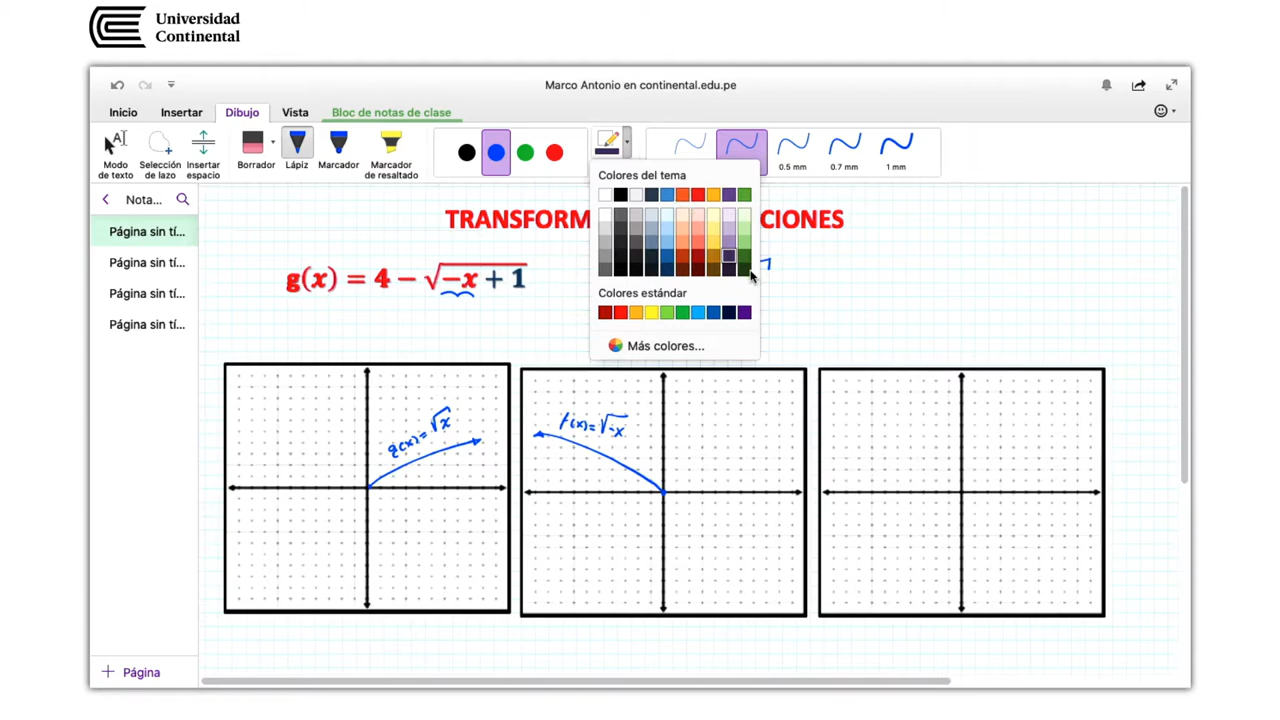 Universidad
Continental
Marco Antonio en continental.edu.pe
Inicio
Insertar
Dibujo
Vista
Bloc de notas de clase
Modo
de texto
Selección
de lazo
Insertar
espacio
Borrador
Lápiz
Marcador
Marcador
de resaltado
0.5 mm
0.7 mm
1 mm
Colores del tema
Colores estándar
Más colores...
Nota...
Página sin tí...
Página sin tí...
Página sin tí...
Página sin tí...
Página
TRANSFORM
CIONES
g(x) = 4 − √−x + 1
g(x)=√x
f(x)=√-x